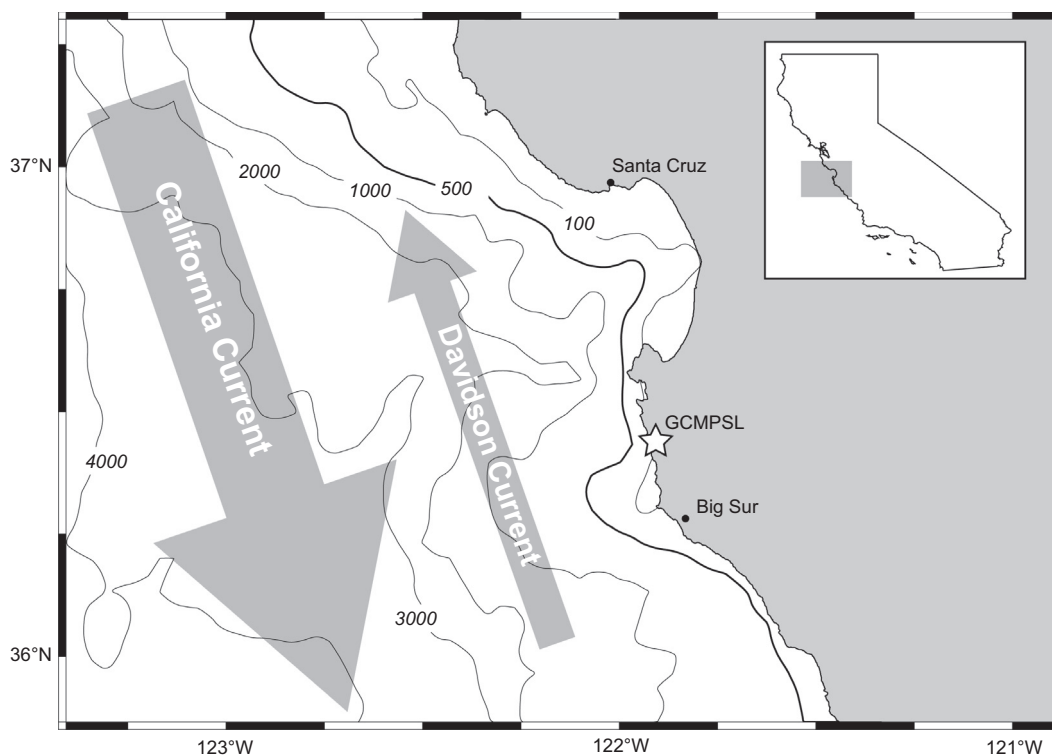 37°N
36°N
123°W
122°W
121°W
Santa Cruz
2000
1000
500
100
California Current
Davidson Current
GCMPSL
4000
Big Sur
3000